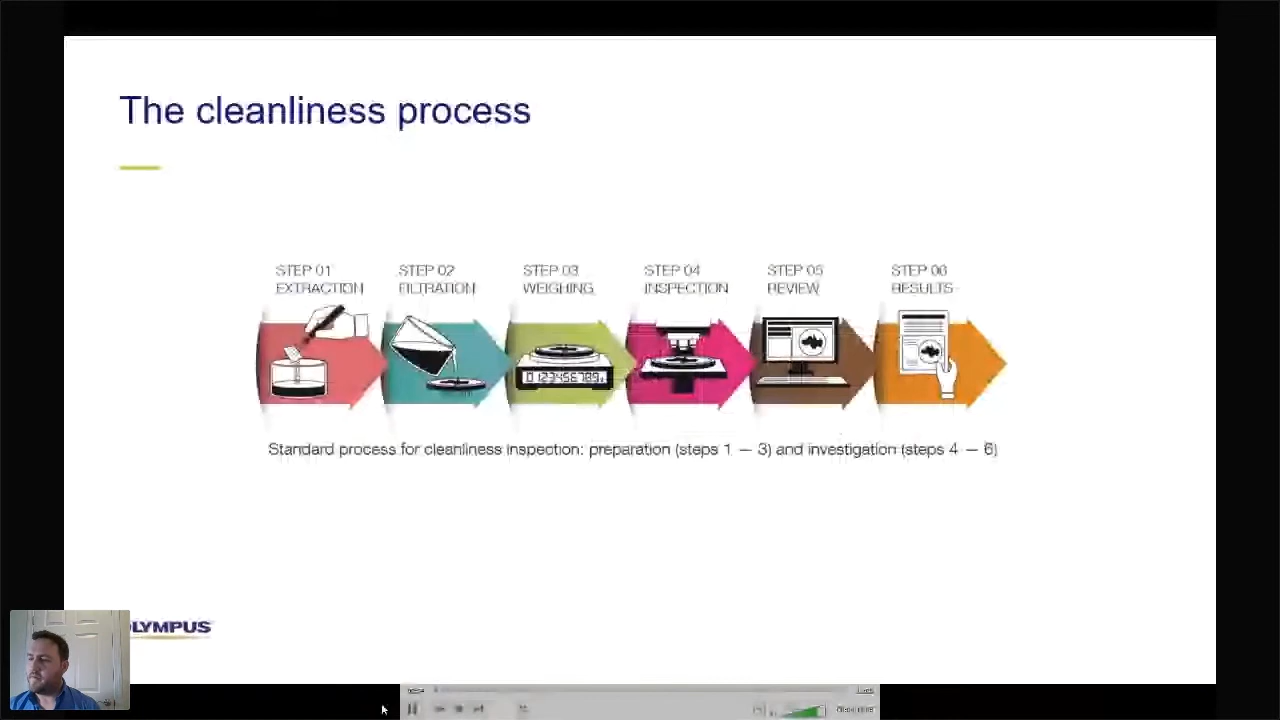 The cleanliness process
STEP 01
EXTRACTION
STEP 02
FILTRATION
STEP 03
WEIGHING
STEP 04
INSPECTION
STEP 05
REVIEW
STEP 06
RESULTS
0123456789
Standard process for cleanliness inspection: preparation (steps 1 — 3) and investigation (steps 4 — 6)
LYMPUS